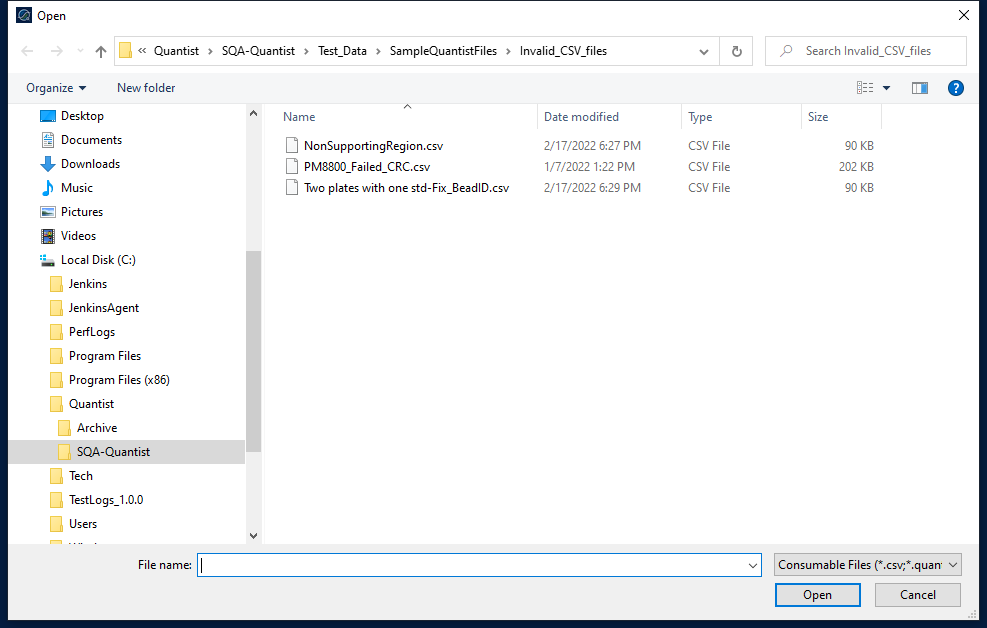 Open
« Quantist › SQA-Quantist › Test_Data › SampleQuantistFiles › Invalid_CSV_files
Search Invalid_CSV_files
Organize New folder
Desktop
Documents
Downloads
Music
Pictures
Videos
Local Disk (C:)
Jenkins
JenkinsAgent
PerfLogs
Program Files
Program Files (x86)
Quantist
Archive
SQA-Quantist
Tech
TestLogs_1.0.0
Users
Name Date modified Type Size
NonSupportingRegion.csv 2/17/2022 6:27 PM CSV File 90 KB
PM8800_Failed_CRC.csv 1/7/2022 1:22 PM CSV File 202 KB
Two plates with one std-Fix_BeadID.csv 2/17/2022 6:29 PM CSV File 90 KB
File name: Consumable Files (*.csv;*.quan
Open Cancel